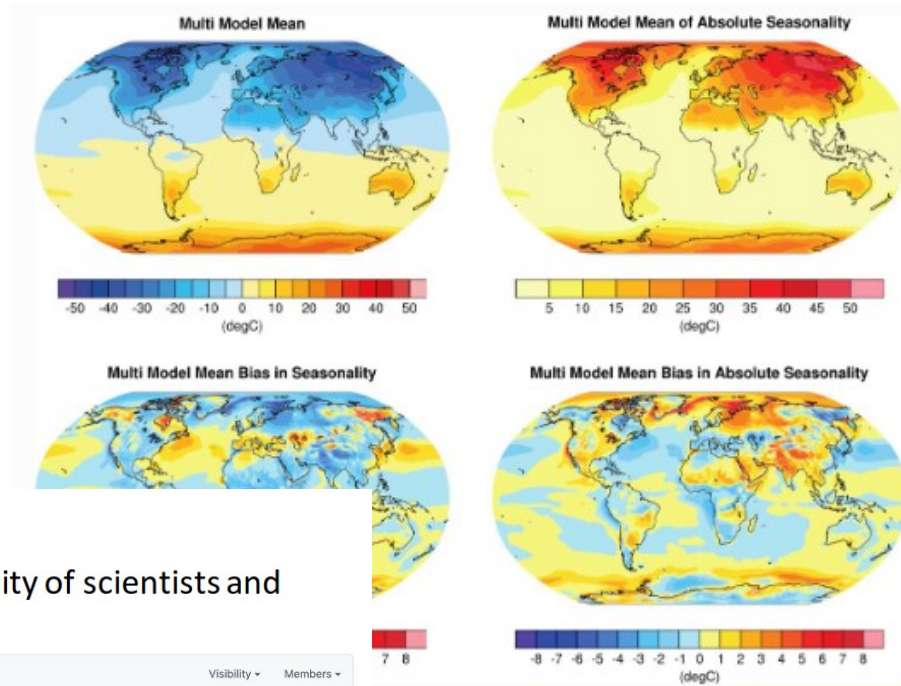 Multi Model Mean
Multi Model Mean of Absolute Seasonality
-50 -40 -30 -20 -10 0 10 20 30 40 50
(degC)
5 10 15 20 25 30 35 40 45 50
(degC)
Multi Model Mean Bias in Seasonality
Multi Model Mean Bias in Absolute Seasonality
ity of scientists and
7 8
-8 -7 -6 -5 -4 -3 -2 -1 0 1 2 3 4 5 6 7 8
(degC)
Visibility Members